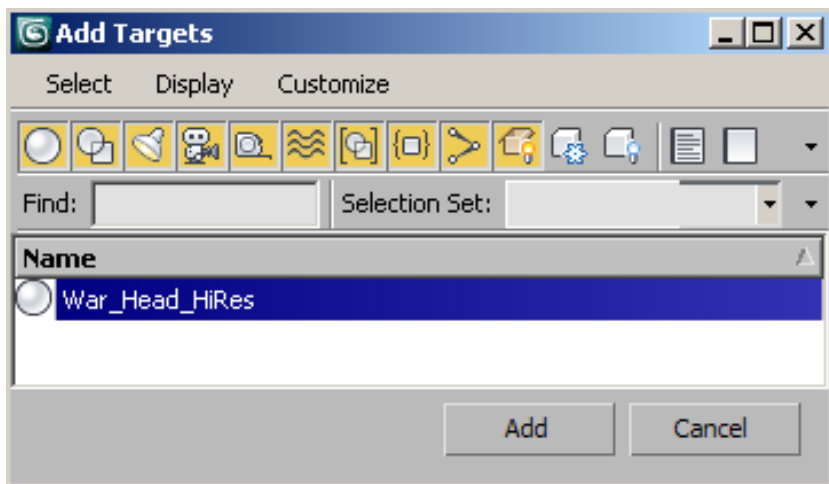 Add Targets
Select Display Customize
Find: Selection Set:
Name
War_Head_HiRes
Add Cancel